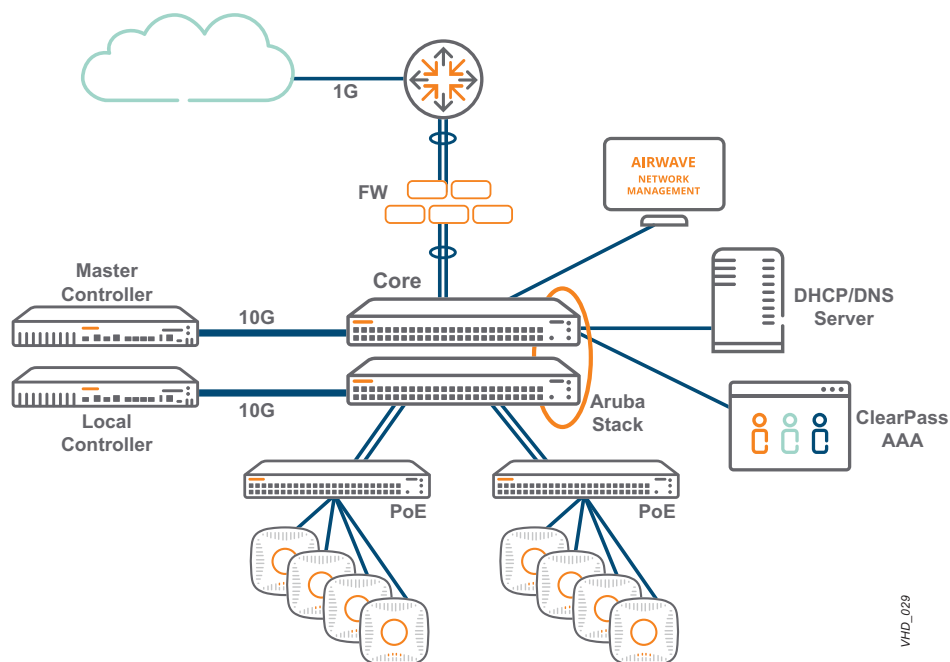 1G
AIRWAVE
NETWORK
MANAGEMENT
FW
Core
Master
Controller
10G
DHCP/DNS
Server
Local
Controller
10G
Aruba
Stack
ClearPass
AAA
PoE
PoE
VHD_029